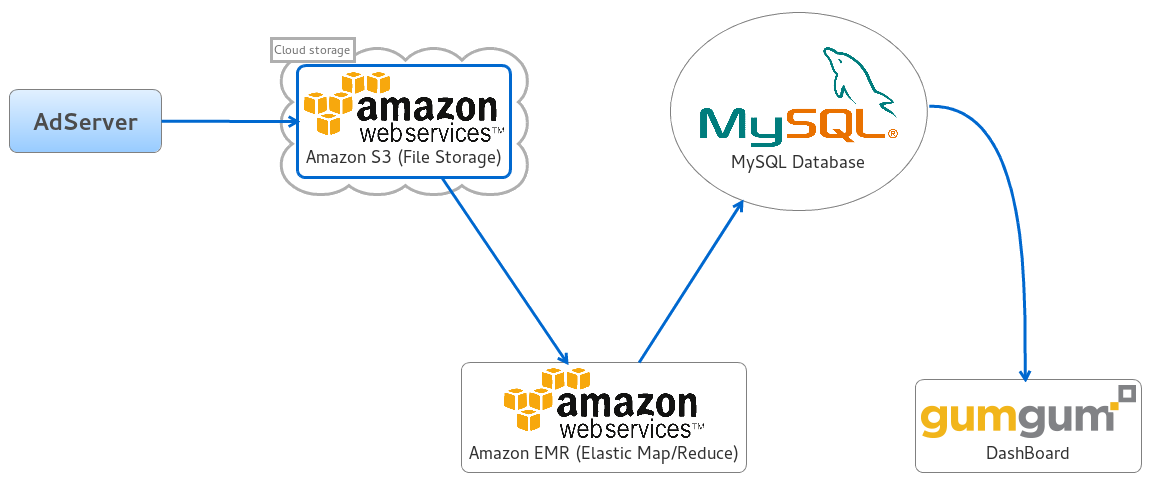 Cloud storage
AdServer
amazon
webservices™
Amazon S3 (File Storage)
MySQL®
MySQL Database
amazon
webservices™
Amazon EMR (Elastic Map/Reduce)
gumgum
DashBoard